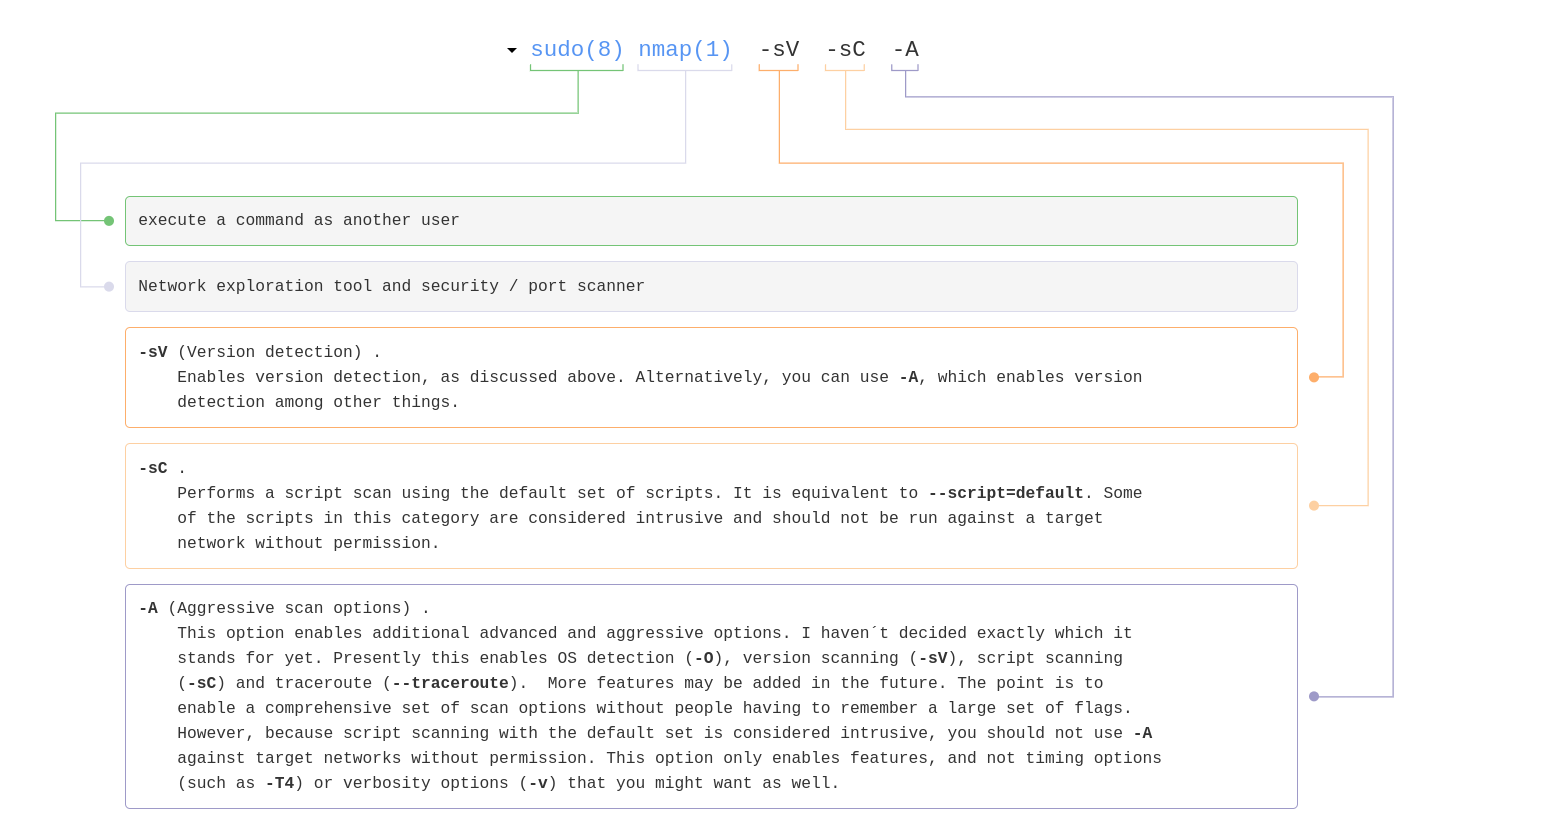 sudo(8) nmap(1) -sV -sC -A
execute a command as another user
Network exploration tool and security / port scanner
-sV (Version detection) .
Enables version detection, as discussed above. Alternatively, you can use -A, which enables version
detection among other things.
-sC .
Performs a script scan using the default set of scripts. It is equivalent to --script=default. Some
of the scripts in this category are considered intrusive and should not be run against a target
network without permission.
-A (Aggressive scan options) .
This option enables additional advanced and aggressive options. I haven´t decided exactly which it
stands for yet. Presently this enables OS detection (-O), version scanning (-sV), script scanning
(-sC) and traceroute (--traceroute).  More features may be added in the future. The point is to
enable a comprehensive set of scan options without people having to remember a large set of flags.
However, because script scanning with the default set is considered intrusive, you should not use -A
against target networks without permission. This option only enables features, and not timing options
(such as -T4) or verbosity options (-v) that you might want as well.